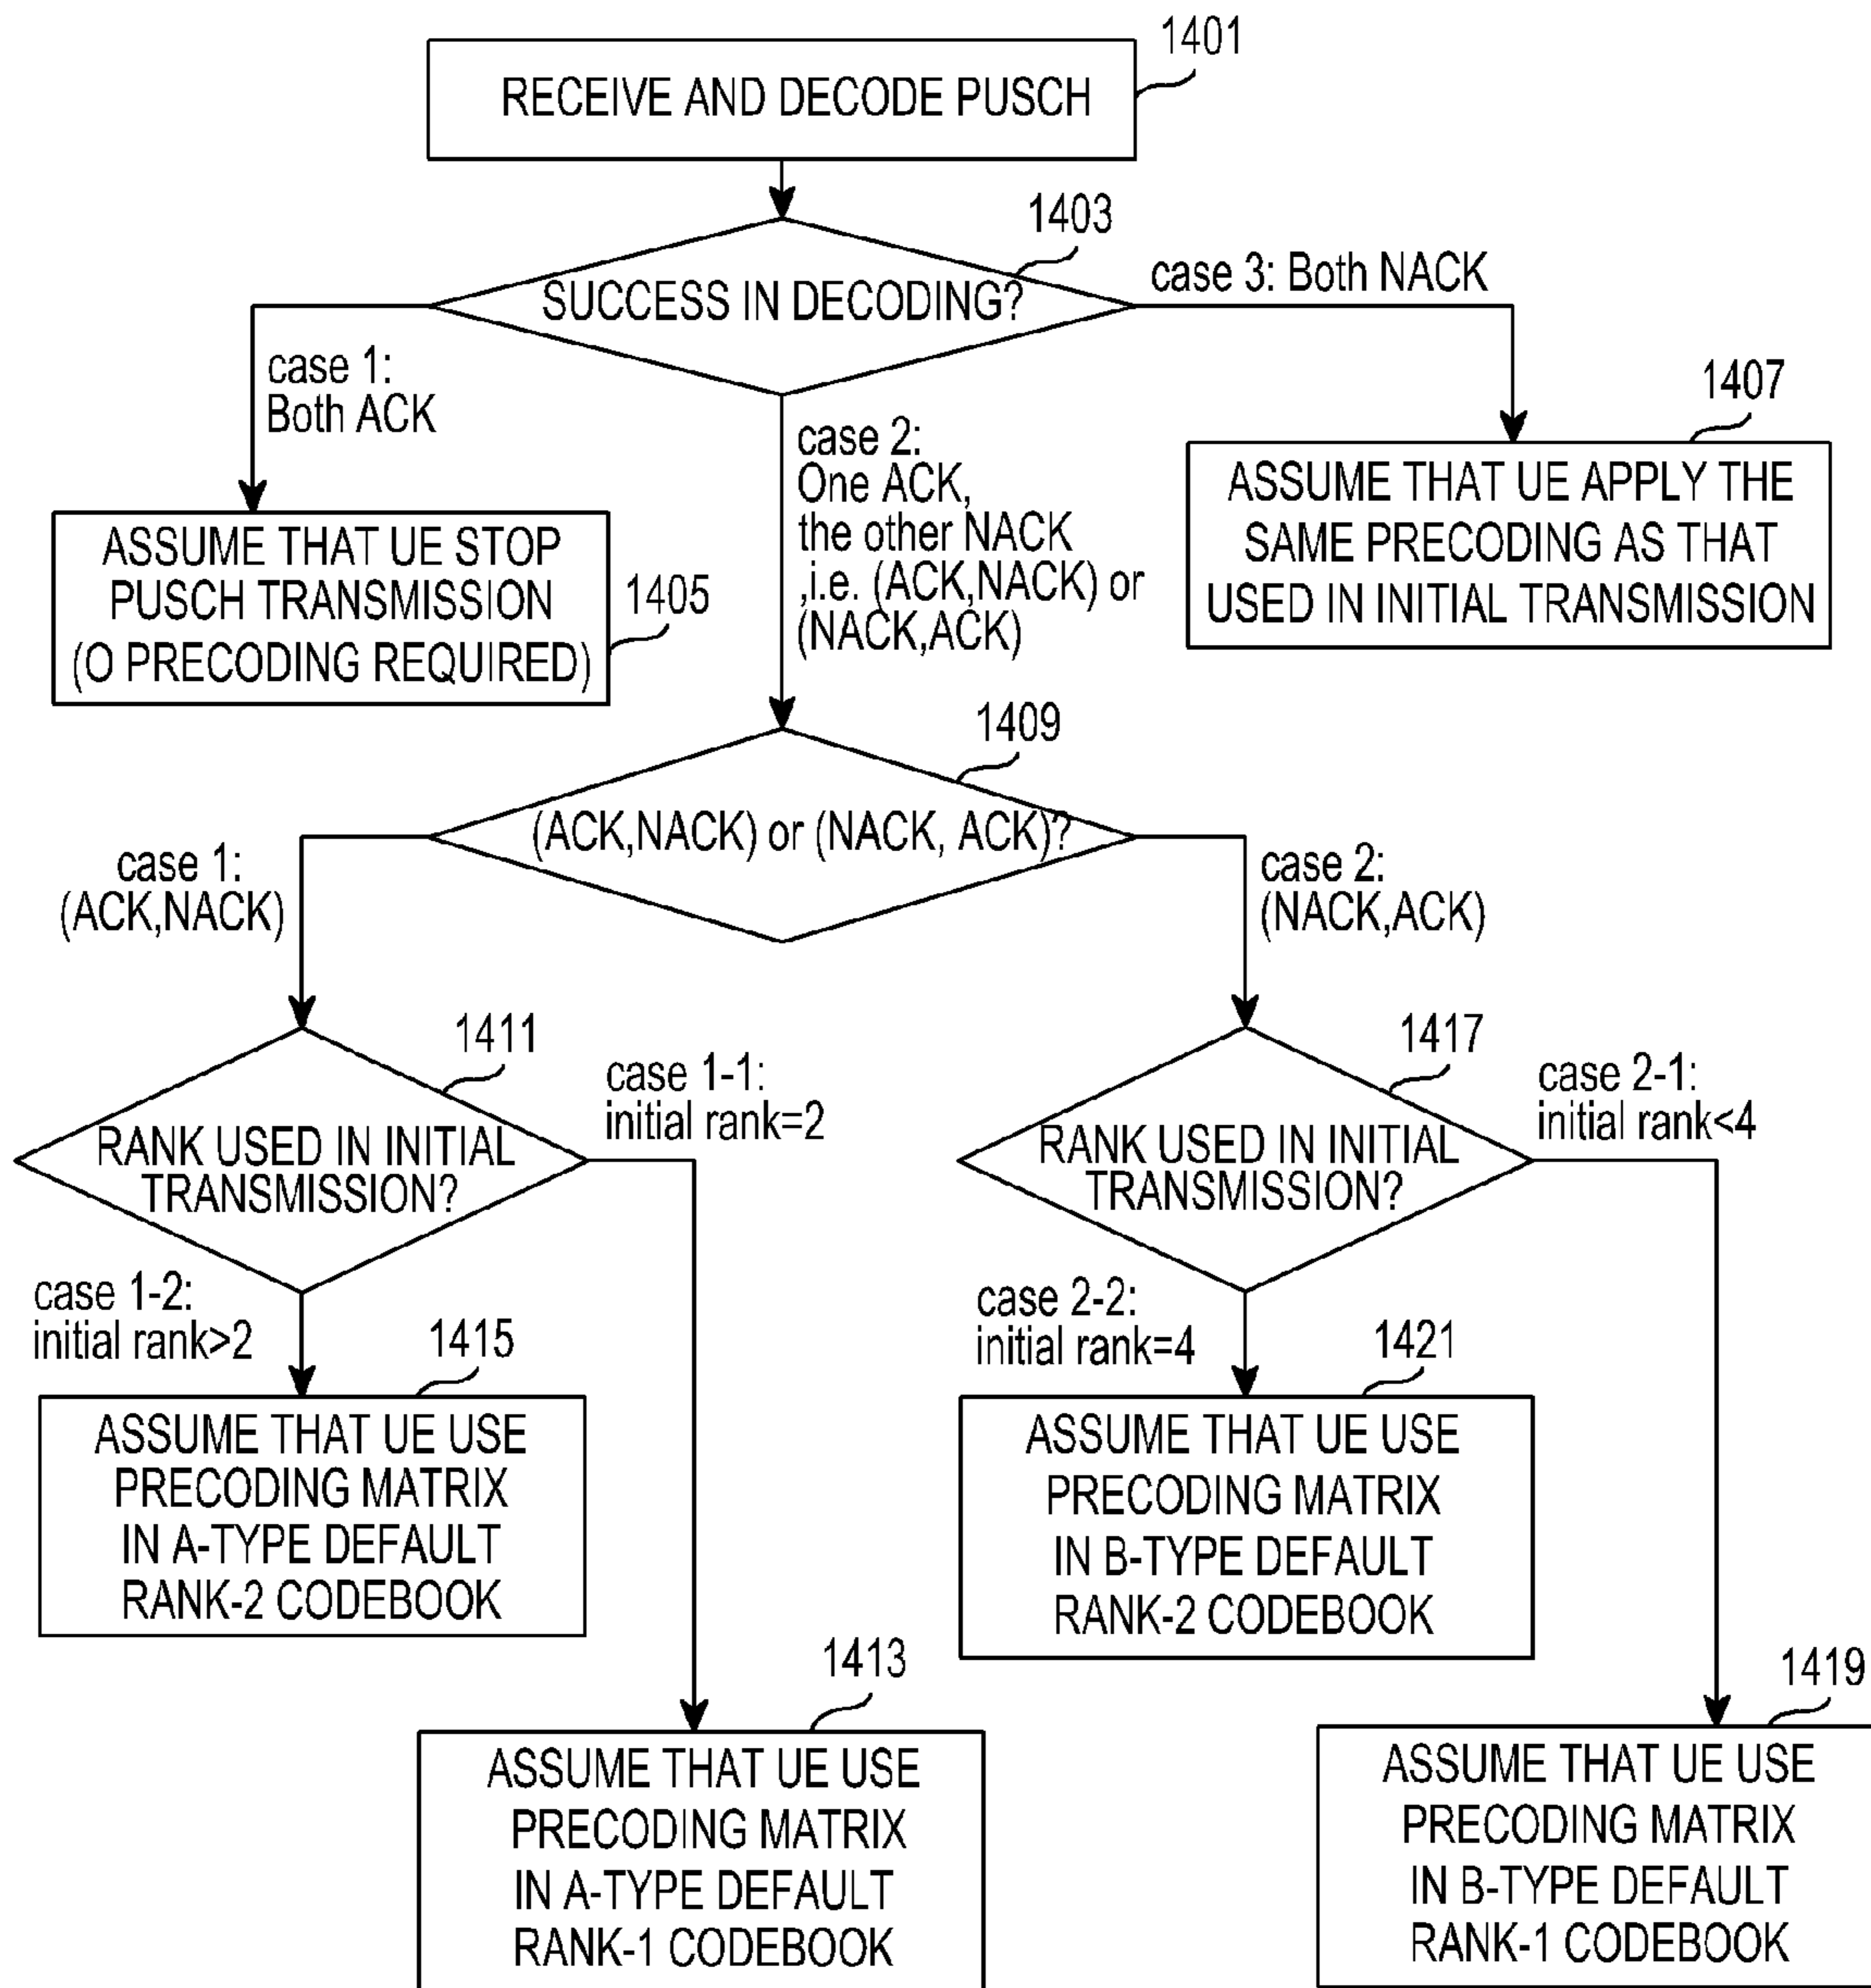 1401
RECEIVE AND DECODE PUSCH
1403
SUCCESS IN DECODING?
case 3: Both NACK
case 1:
Both ACK
case 2:
One ACK,
the other NACK
,i.e. (ACK,NACK) or
(NACK,ACK)
1407
ASSUME THAT UE APPLY THE
SAME PRECODING AS THAT
USED IN INITIAL TRANSMISSION
ASSUME THAT UE STOP
PUSCH TRANSMISSION
(O PRECODING REQUIRED)
1405
1409
(ACK,NACK) or (NACK, ACK)?
case 1:
(ACK,NACK)
case 2:
(NACK,ACK)
1411
RANK USED IN INITIAL
TRANSMISSION?
case 1-1:
initial rank=2
1417
RANK USED IN INITIAL
TRANSMISSION?
case 2-1:
initial rank<4
case 1-2:
initial rank>2
1415
ASSUME THAT UE USE
PRECODING MATRIX
IN A-TYPE DEFAULT
RANK-2 CODEBOOK
case 2-2:
initial rank=4
1421
ASSUME THAT UE USE
PRECODING MATRIX
IN B-TYPE DEFAULT
RANK-2 CODEBOOK
1413
ASSUME THAT UE USE
PRECODING MATRIX
IN A-TYPE DEFAULT
RANK-1 CODEBOOK
1419
ASSUME THAT UE USE
PRECODING MATRIX
IN B-TYPE DEFAULT
RANK-1 CODEBOOK